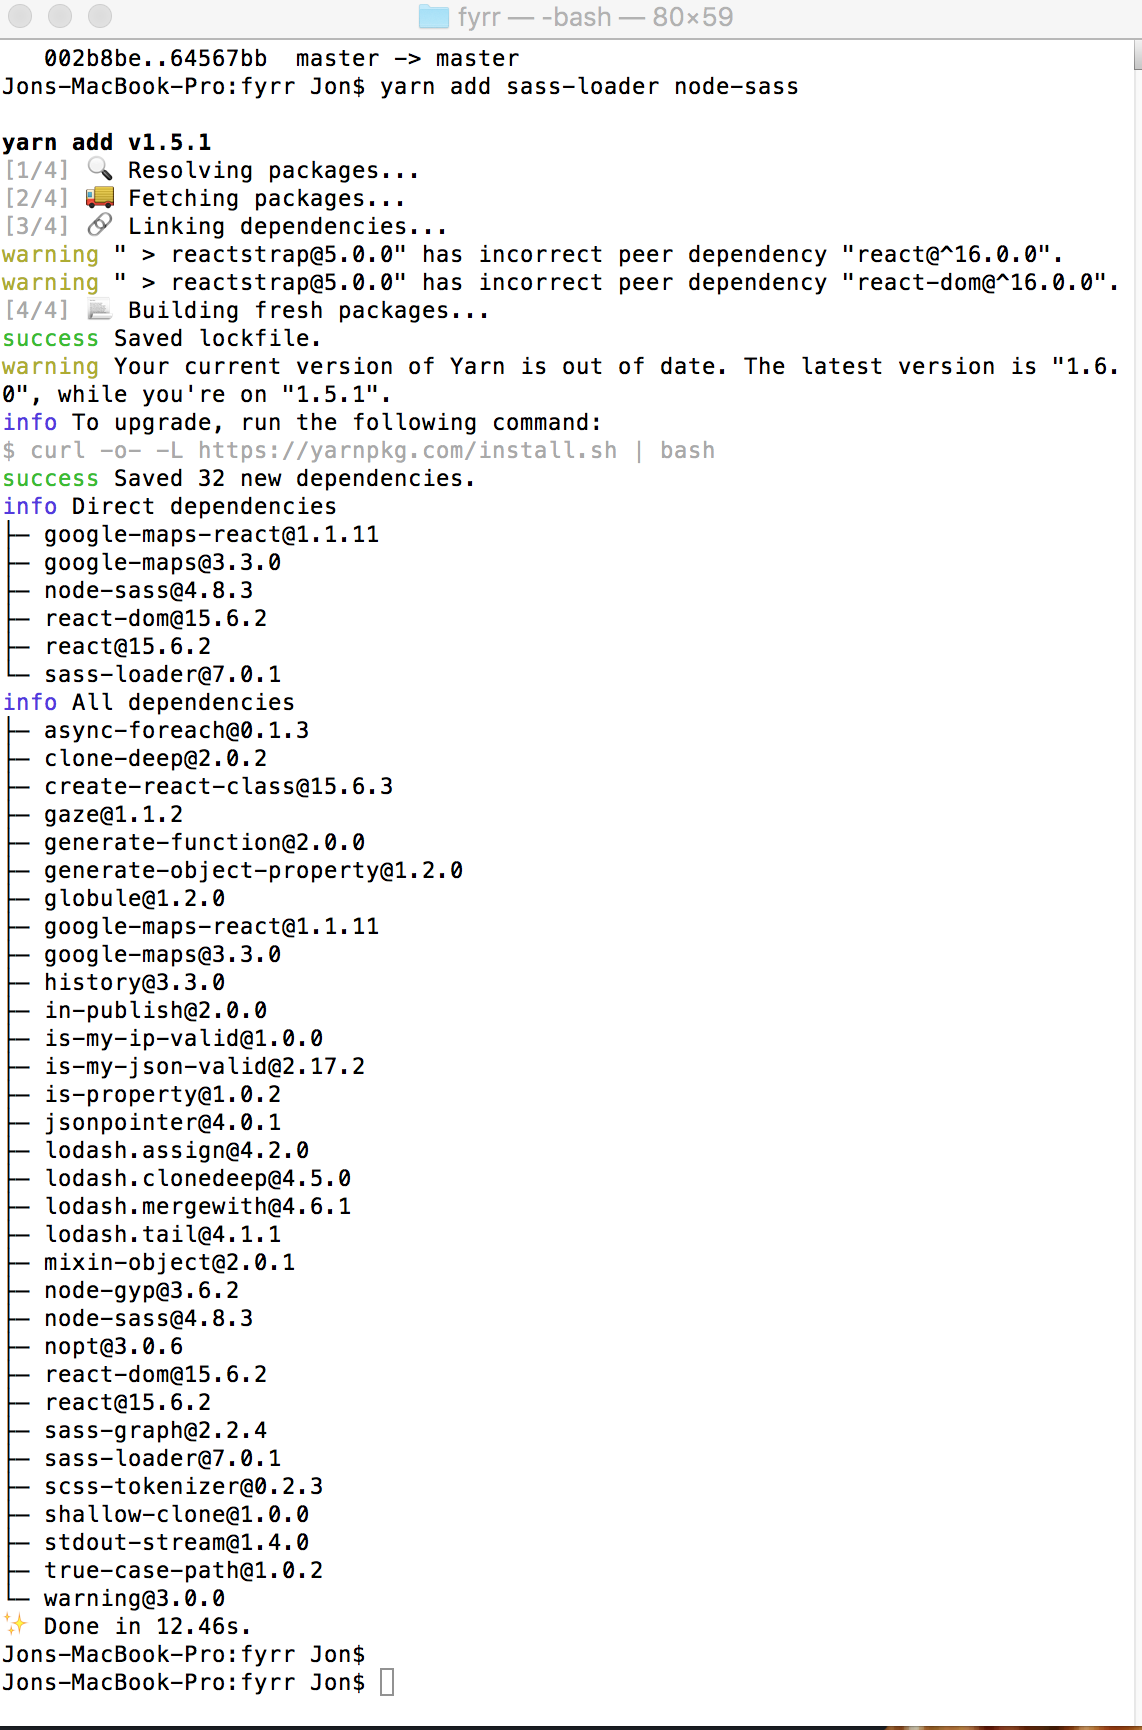 fyrr — -bash — 80×59
002b8be..64567bb  master -> master
Jons-MacBook-Pro:fyrr Jon$ yarn add sass-loader node-sass
yarn add v1.5.1
[1/4] 🔍 Resolving packages...
[2/4] 🚚 Fetching packages...
[3/4] 🔗 Linking dependencies...
warning " > reactstrap@5.0.0" has incorrect peer dependency "react@^16.0.0".
warning " > reactstrap@5.0.0" has incorrect peer dependency "react-dom@^16.0.0".
[4/4] 📃 Building fresh packages...
success Saved lockfile.
warning Your current version of Yarn is out of date. The latest version is "1.6.
0", while you're on "1.5.1".
info To upgrade, run the following command:
$ curl -o- -L https://yarnpkg.com/install.sh | bash
success Saved 32 new dependencies.
info Direct dependencies
├─ google-maps-react@1.1.11
├─ google-maps@3.3.0
├─ node-sass@4.8.3
├─ react-dom@15.6.2
├─ react@15.6.2
└─ sass-loader@7.0.1
info All dependencies
├─ async-foreach@0.1.3
├─ clone-deep@2.0.2
├─ create-react-class@15.6.3
├─ gaze@1.1.2
├─ generate-function@2.0.0
├─ generate-object-property@1.2.0
├─ globule@1.2.0
├─ google-maps-react@1.1.11
├─ google-maps@3.3.0
├─ history@3.3.0
├─ in-publish@2.0.0
├─ is-my-ip-valid@1.0.0
├─ is-my-json-valid@2.17.2
├─ is-property@1.0.2
├─ jsonpointer@4.0.1
├─ lodash.assign@4.2.0
├─ lodash.clonedeep@4.5.0
├─ lodash.mergewith@4.6.1
├─ lodash.tail@4.1.1
├─ mixin-object@2.0.1
├─ node-gyp@3.6.2
├─ node-sass@4.8.3
├─ nopt@3.0.6
├─ react-dom@15.6.2
├─ react@15.6.2
├─ sass-graph@2.2.4
├─ sass-loader@7.0.1
├─ scss-tokenizer@0.2.3
├─ shallow-clone@1.0.0
├─ stdout-stream@1.4.0
├─ true-case-path@1.0.2
└─ warning@3.0.0
✨ Done in 12.46s.
Jons-MacBook-Pro:fyrr Jon$
Jons-MacBook-Pro:fyrr Jon$